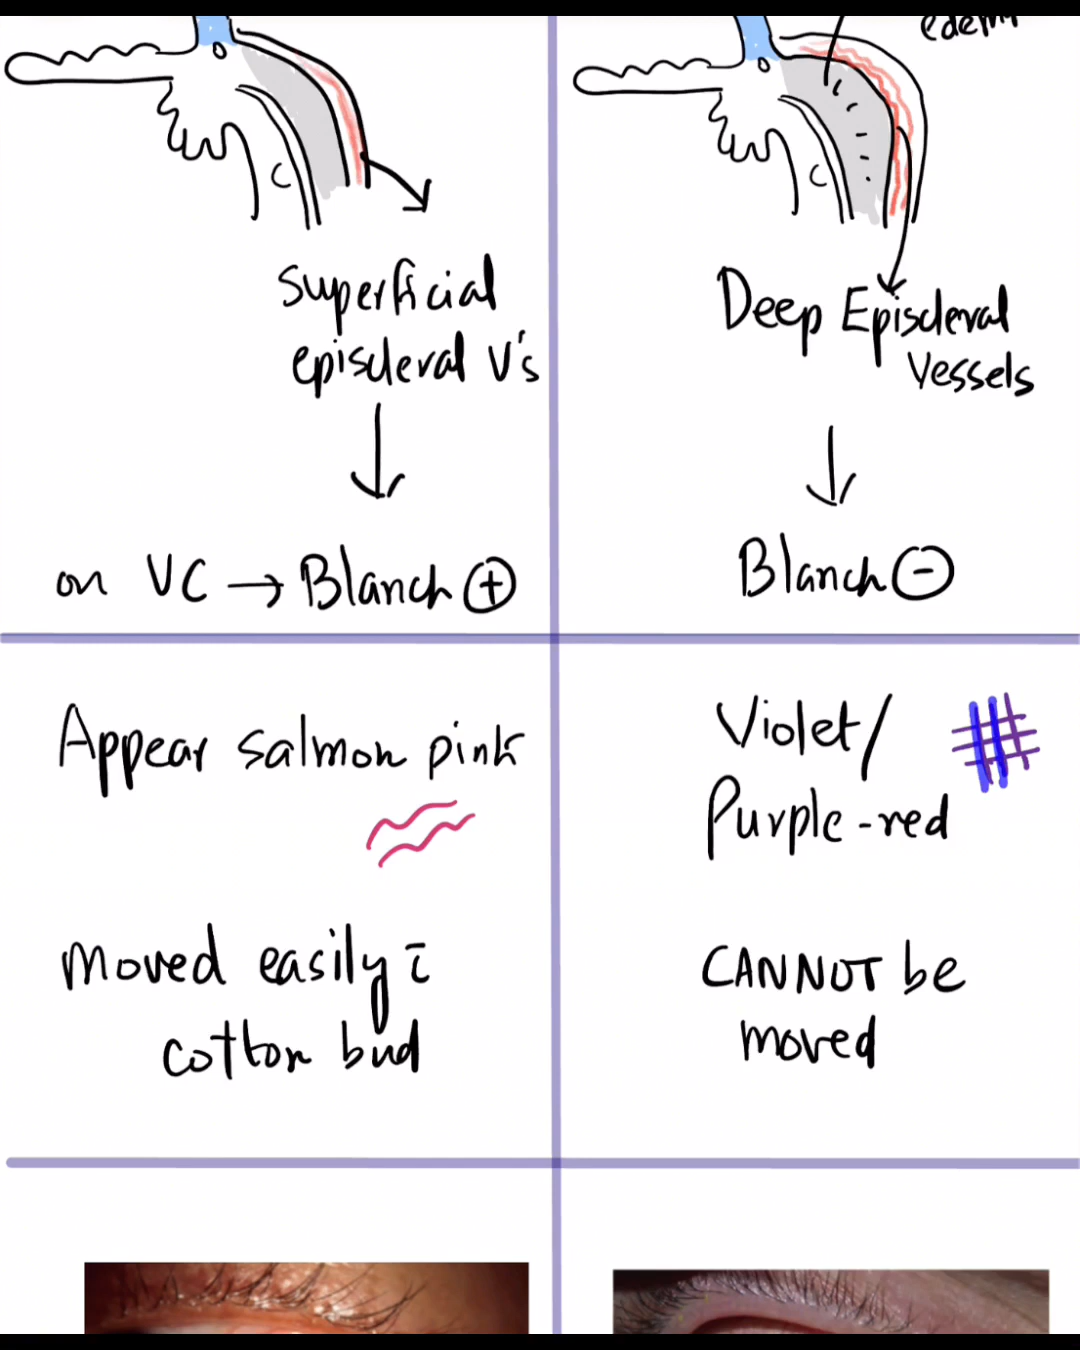 edema
superficial
episcleral v's
on VC → Blanch ⊕
Appear salmon pink
moved easily c̄
cotton bud
Deep Episcleral
Vessels
Blanch ⊖
Violet/
Purple-red
CANNOT be
moved